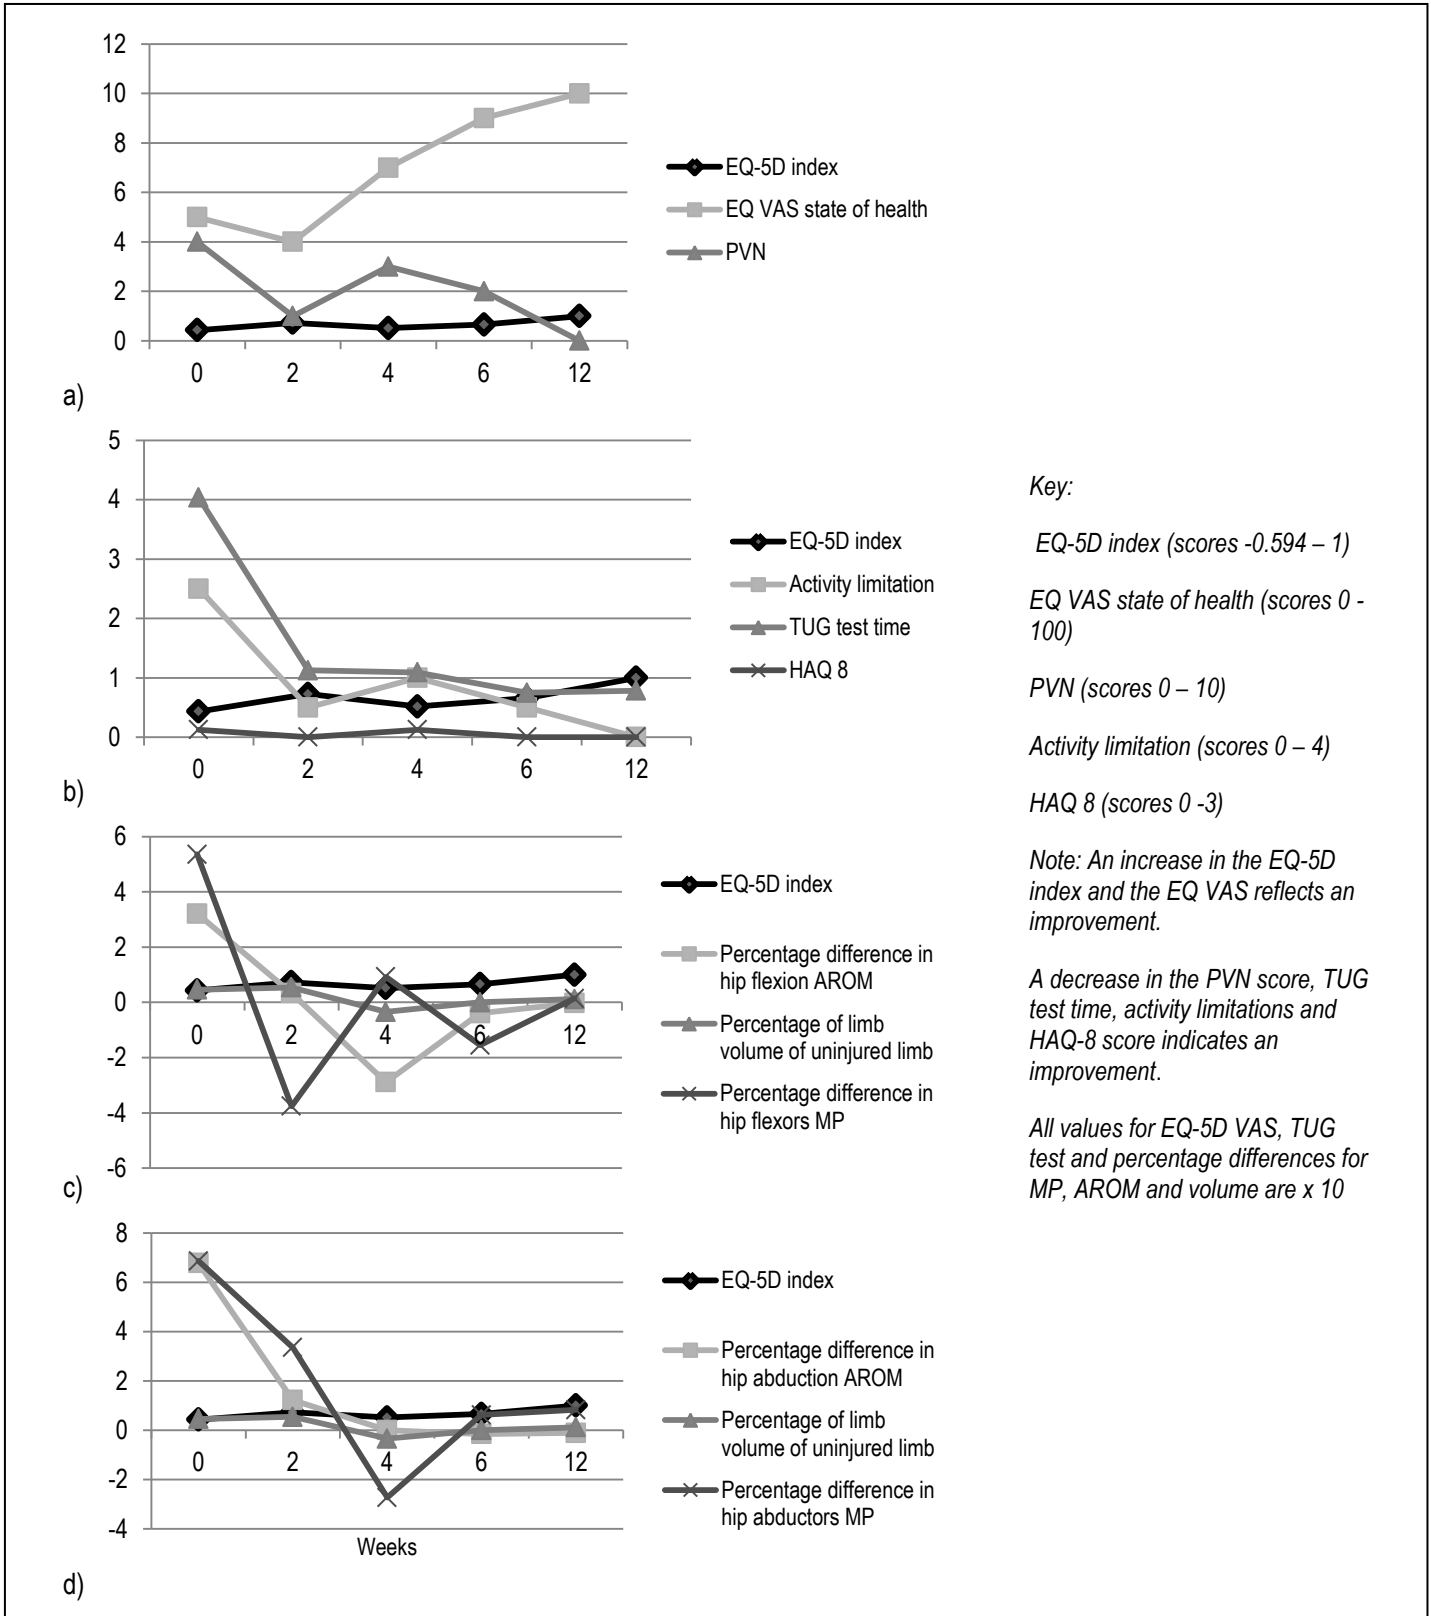 12
10
8
6
4
2
0
0 2 4 6 12
EQ-5D index
EQ VAS state of health
PVN
a)
5
4
3
2
1
0
0 2 4 6 12
EQ-5D index
Activity limitation
TUG test time
HAQ 8
b)
6
4
2
0
-2
-4
-6
0 2 4 6 12
EQ-5D index
Percentage difference in
hip flexion AROM
Percentage of limb
volume of uninjured limb
Percentage difference in
hip flexors MP
c)
8
6
4
2
0
-2
-4
0 2 4 6 12
Weeks
EQ-5D index
Percentage difference in
hip abduction AROM
Percentage of limb
volume of uninjured limb
Percentage difference in
hip abductors MP
d)
Key:
EQ-5D index (scores -0.594 – 1)
EQ VAS state of health (scores 0 -
100)
PVN (scores 0 – 10)
Activity limitation (scores 0 – 4)
HAQ 8 (scores 0 -3)
Note: An increase in the EQ-5D
index and the EQ VAS reflects an
improvement.
A decrease in the PVN score, TUG
test time, activity limitations and
HAQ-8 score indicates an
improvement.
All values for EQ-5D VAS, TUG
test and percentage differences for
MP, AROM and volume are x 10